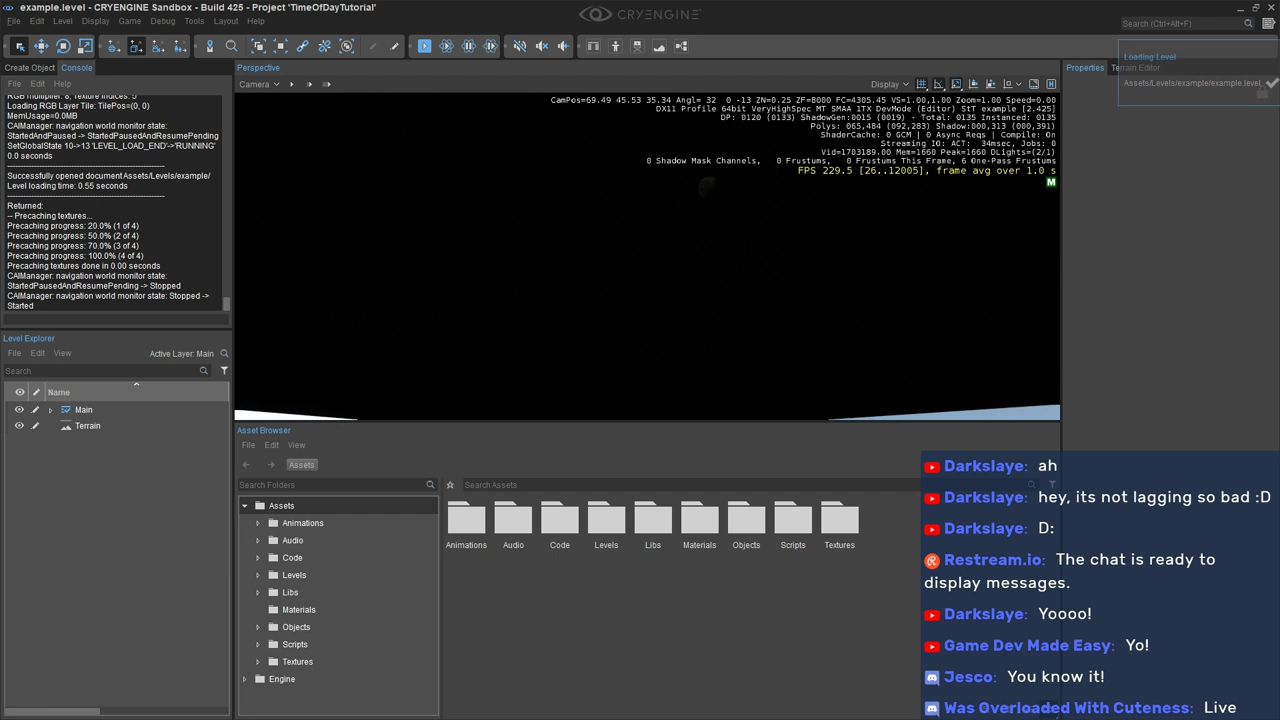 example.level - CRYENGINE Sandbox - Build 425 - Project 'TimeOfDayTutorial'
CRYENGINE
File Edit Level Display Game Debug Tools Layout Help
Search (Ctrl+Alt+F)
Create Object Console
File Edit Help
RGB multiplier: 8, Texture indices: 5
Loading RGB Layer Tile: TilePos=(0, 0)
MemUsage=0.0MB
CAIManager: navigation world monitor state:
StartedAndPaused -> StartedPausedAndResumePending
SetGlobalState 10->13 'LEVEL_LOAD_END'->'RUNNING'
0.0 seconds
Successfully opened document Assets/Levels/example/
Level loading time: 0.55 seconds
Returned:
-- Precaching textures...
Precaching progress: 20.0% (1 of 4)
Precaching progress: 50.0% (2 of 4)
Precaching progress: 70.0% (3 of 4)
Precaching progress: 100.0% (4 of 4)
Precaching textures done in 0.00 seconds
CAIManager: navigation world monitor state:
StartedPausedAndResumePending -> Stopped
CAIManager: navigation world monitor state: Stopped ->
Started
Level Explorer
File Edit View Active Layer: Main
Search
Name
Main
Terrain
Perspective
Camera Display
CamPos=69.49 45.53 35.34 Angl= 32 0 -13 ZN=0.25 ZF=8000 FC=4305.45 VS=1.00,1.00 Zoom=1.00 Speed=0.00
DX11 Profile 64bit VeryHighSpec MT SMAA 1TX DevMode (Editor) StT example [2.425]
DP: 0120 (0133) ShadowGen:0015 (0019) - Total: 0135 Instanced: 0135
Polys: 065,484 (092,283) Shadow:000,313 (000,391)
ShaderCache: 0 GCM | 0 Async Reqs | Compile: On
Streaming IO: ACT: 34msec, Jobs: 0
Vid=1703189.00 Mem=1660 Peak=1660 DLights=(2/1)
0 Shadow Mask Channels, 0 Frustums, 0 Frustums This Frame, 6 One-Pass Frustums
FPS 229.5 [26..12005], frame avg over 1.0 s
M
Properties Terrain Editor
Loading Level
Assets/Levels/example/example.level
Asset Browser
File Edit View
Assets
Search Folders
Search Assets
Assets
Animations
Audio
Code
Levels
Libs
Materials
Objects
Scripts
Textures
Engine
Animations Audio Code Levels Libs Materials Objects Scripts Textures
Darkslaye: ah
Darkslaye: hey, its not lagging so bad :D
Darkslaye: D:
Restream.io: The chat is ready to
display messages.
Darkslaye: Yoooo!
Game Dev Made Easy: Yo!
Jesco: You know it!
Was Overloaded With Cuteness: Live